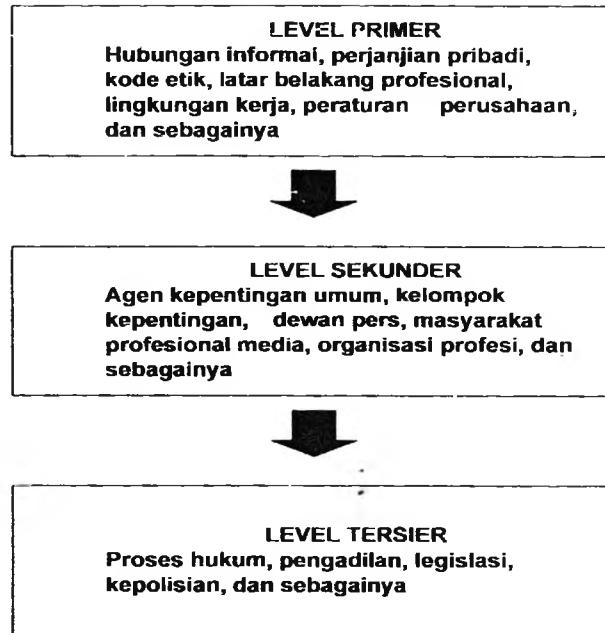 LEVEL PRIMER
Hubungan informal, perjanjian pribadi,
kode etik, latar belakang profesional,
lingkungan kerja, peraturan perusahaan,
dan sebagainya
LEVEL SEKUNDER
Agen kepentingan umum, kelompok
kepentingan, dewan pers, masyarakat
profesional media, organisasi profesi, dan
sebagainya
LEVEL TERSIER
Proses hukum, pengadilan, legislasi,
kepolisian, dan sebagainya